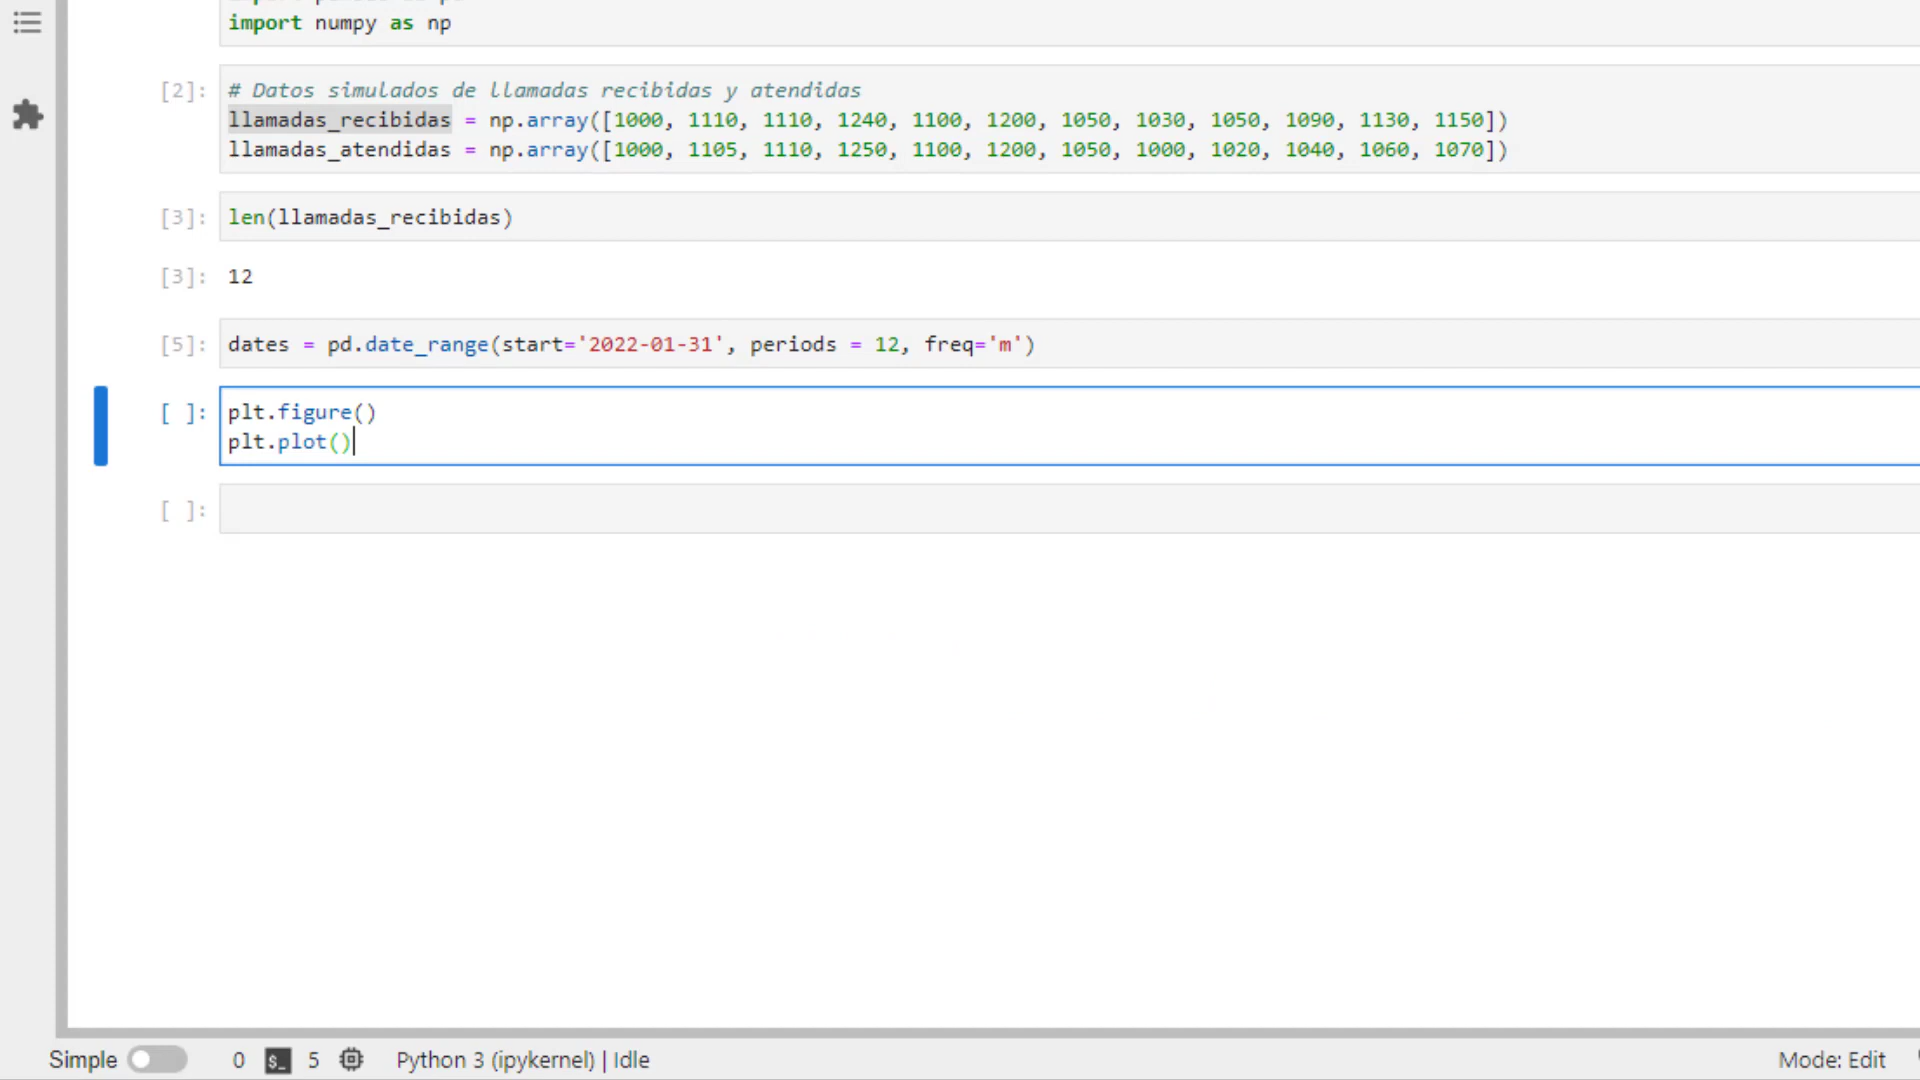 import numpy as np
[2]: # Datos simulados de llamadas recibidas y atendidas
llamadas_recibidas = np.array([1000, 1110, 1110, 1240, 1100, 1200, 1050, 1030, 1050, 1090, 1130, 1150])
llamadas_atendidas = np.array([1000, 1105, 1110, 1250, 1100, 1200, 1050, 1000, 1020, 1040, 1060, 1070])
[3]: len(llamadas_recibidas)
[3]: 12
[5]: dates = pd.date_range(start='2022-01-31', periods = 12, freq='m')
[ ]: plt.figure()
plt.plot()
[ ]:
Simple 0 $_ 5 Python 3 (ipykernel) | Idle Mode: Edit